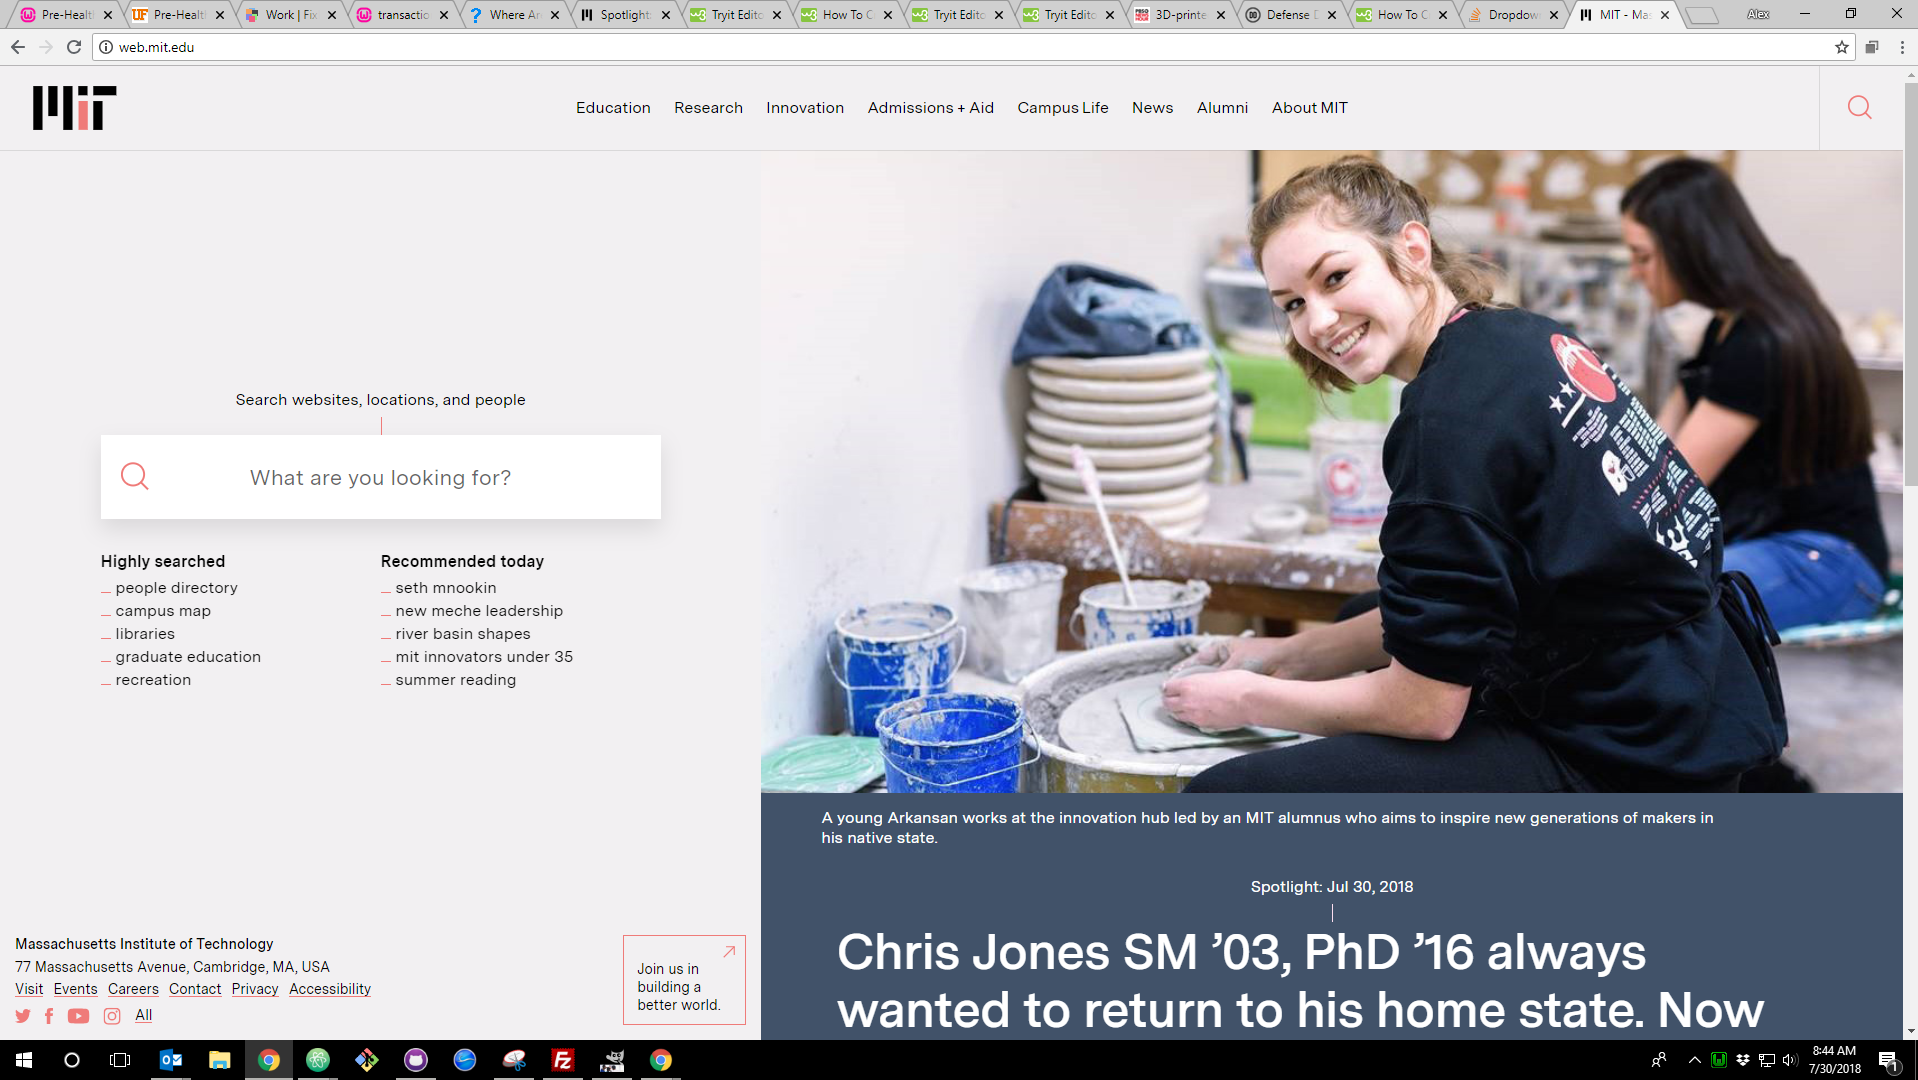 Pre-Healt
Pre-Healt
Work | Fix
transactio
Where Ar
Spotlight:
Tryit Edito
How To C
Tryit Edito
Tryit Edito
3D-printe
Defense D
How To C
Dropdow
MIT - Mas
Alex
web.mit.edu
MiT
Education Research Innovation Admissions + Aid Campus Life News Alumni About MIT
Search websites, locations, and people
What are you looking for?
Highly searched
people directory
campus map
libraries
graduate education
recreation
Recommended today
seth mnookin
new meche leadership
river basin shapes
mit innovators under 35
summer reading
A young Arkansan works at the innovation hub led by an MIT alumnus who aims to inspire new generations of makers in
his native state.
Spotlight: Jul 30, 2018
Chris Jones SM ’03, PhD ’16 always
wanted to return to his home state. Now
Massachusetts Institute of Technology
77 Massachusetts Avenue, Cambridge, MA, USA
Visit Events Careers Contact Privacy Accessibility
All
Join us in
building a
better world.
8:44 AM
7/30/2018
1